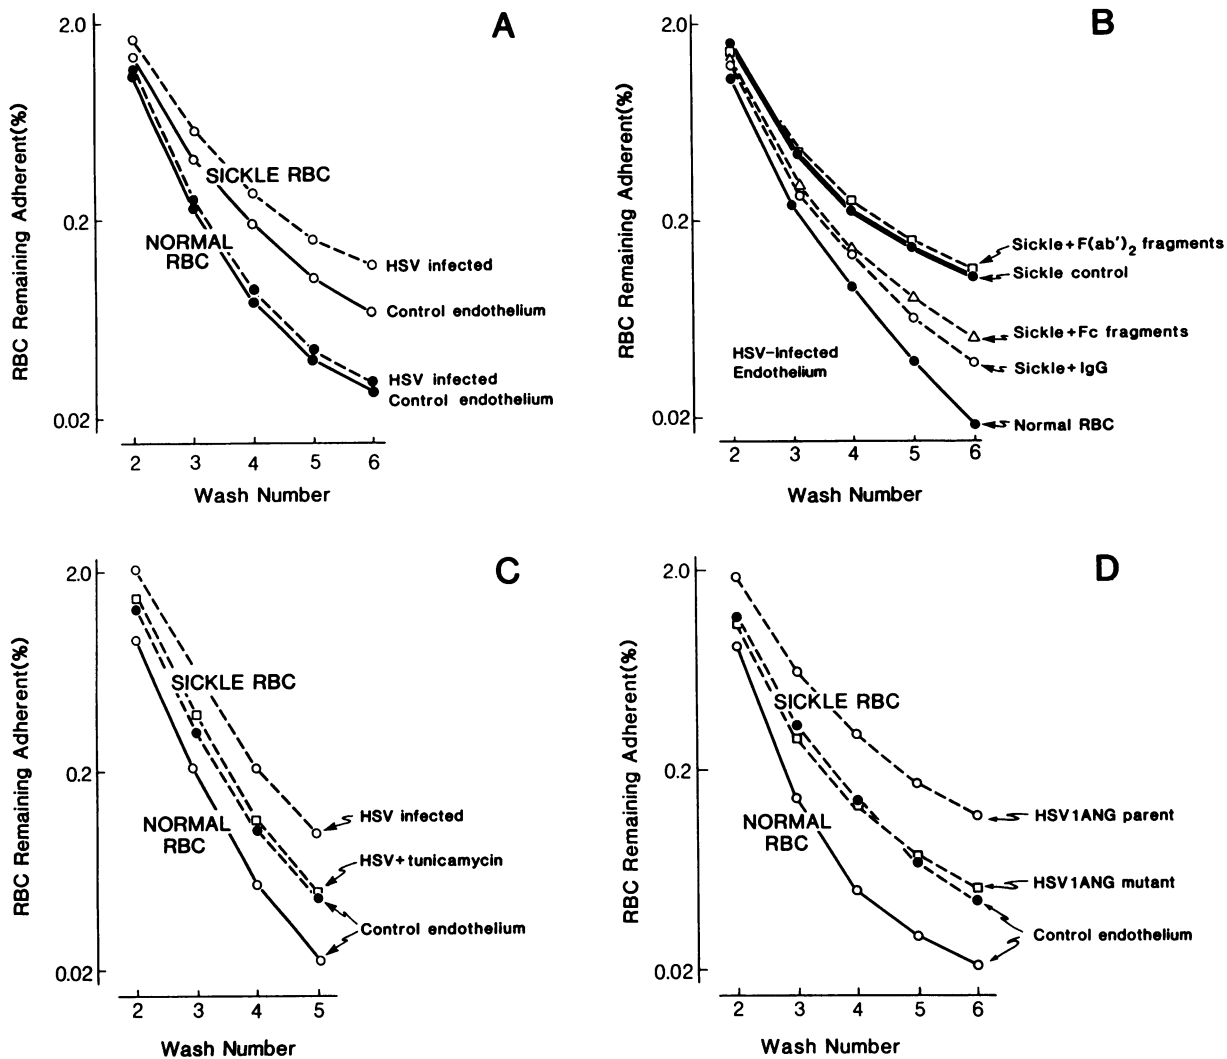 A
2.0
0.2
0.02
RBC Remaining Adherent(%)
SICKLE RBC
NORMAL
RBC
HSV infected
Control endothelium
HSV infected
Control endothelium
2 3 4 5 6
Wash Number
B
2.0
0.2
0.02
RBC Remaining Adherent(%)
HSV-Infected
Endothelium
Sickle+F(ab')2 fragments
Sickle control
Sickle+Fc fragments
Sickle+IgG
Normal RBC
2 3 4 5 6
Wash Number
C
2.0
0.2
0.02
RBC Remaining Adherent(%)
SICKLE RBC
NORMAL
RBC
HSV infected
HSV+tunicamycin
Control endothelium
2 3 4 5
Wash Number
D
2.0
0.2
0.02
RBC Remaining Adherent(%)
SICKLE RBC
NORMAL
RBC
HSV1ANG parent
HSV1ANG mutant
Control endothelium
2 3 4 5 6
Wash Number